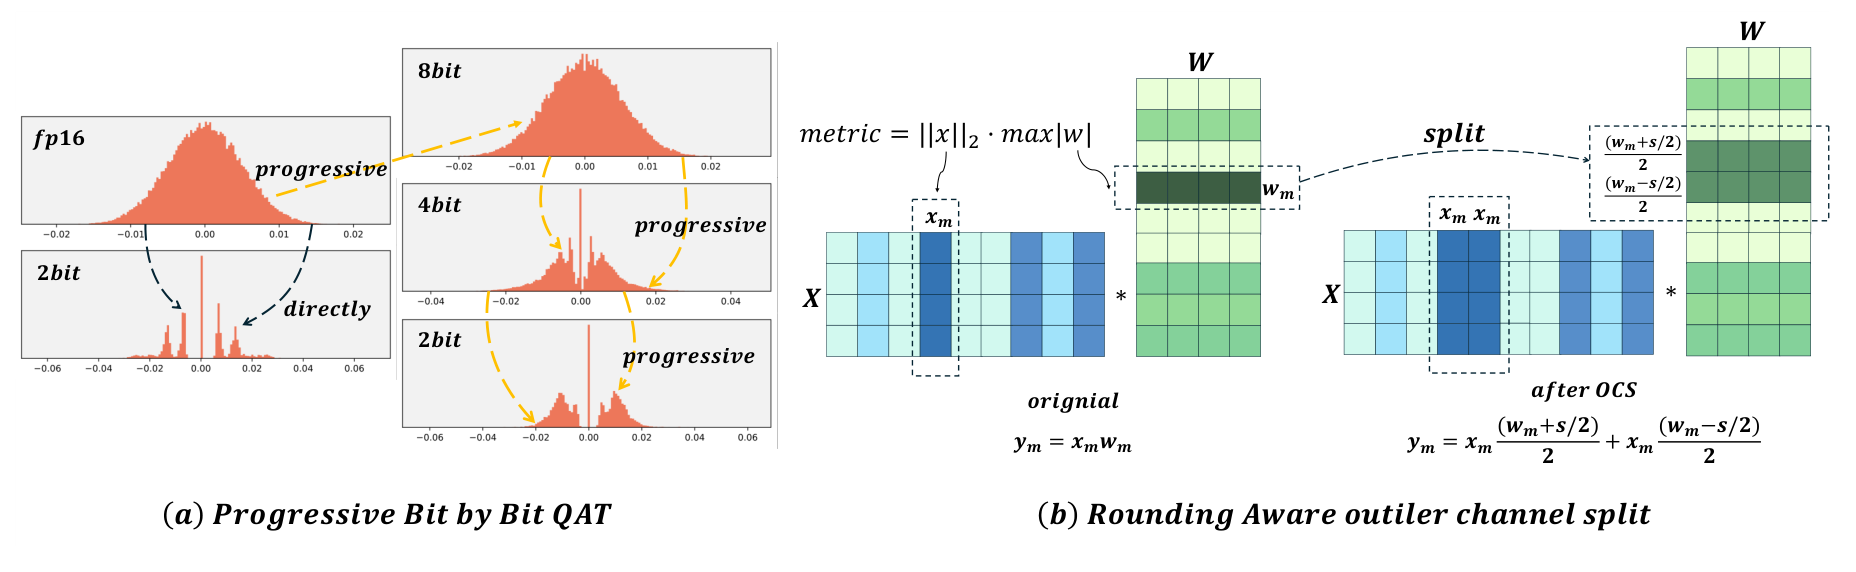 fp16
progressive
−0.02 −0.01 0.00 0.01 0.02
2bit
directly
−0.06 −0.04 −0.02 0.00 0.02 0.04 0.06
8bit
−0.02 −0.01 0.00 0.01 0.02
4bit
progressive
−0.04 −0.02 0.00 0.02 0.04
2bit
progressive
−0.06 −0.04 −0.02 0.00 0.02 0.04 0.06
(a) Progressive Bit by Bit QAT
metric = ||x||₂ · max|w|
W
wₘ
xₘ
X
*
orignial
yₘ = xₘwₘ
split
W
(wₘ+s/2)/2
(wₘ−s/2)/2
xₘ xₘ
X
*
after OCS
yₘ = xₘ (wₘ+s/2)/2 + xₘ (wₘ−s/2)/2
(b) Rounding Aware outiler channel split